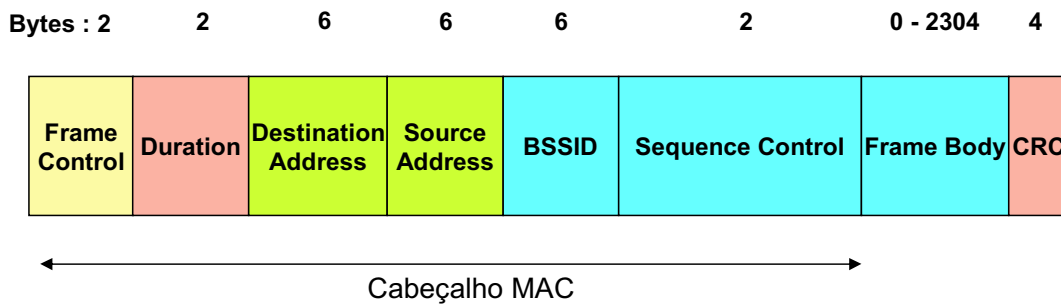 Bytes : 2 2 6 6 6 2 0 - 2304 4
Frame Control
Duration
Destination Address
Source Address
BSSID
Sequence Control
Frame Body
CRC
Cabeçalho MAC